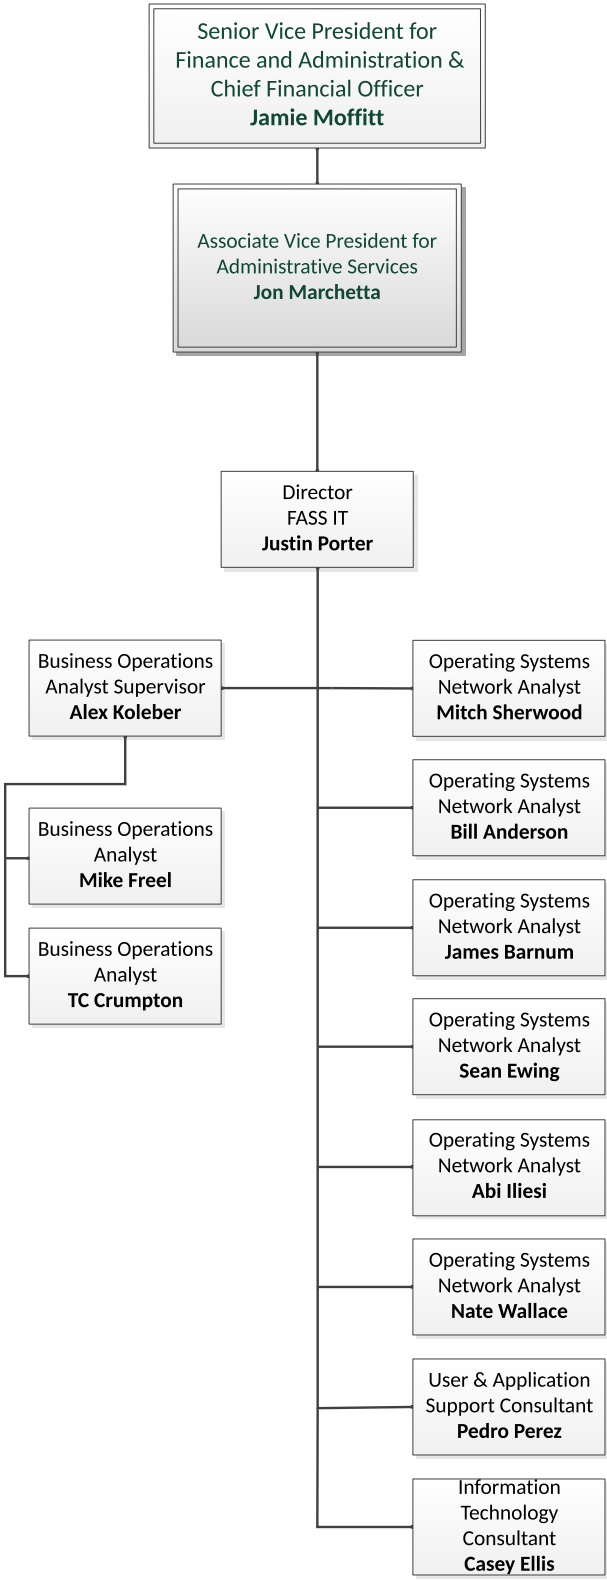 Senior Vice President for
Finance and Administration &
Chief Financial Officer
Jamie Moffitt
Associate Vice President for
Administrative Services
Jon Marchetta
Director
FASS IT
Justin Porter
Business Operations
Analyst Supervisor
Alex Koleber
Business Operations
Analyst
Mike Freel
Business Operations
Analyst
TC Crumpton
Operating Systems
Network Analyst
Mitch Sherwood
Operating Systems
Network Analyst
Bill Anderson
Operating Systems
Network Analyst
James Barnum
Operating Systems
Network Analyst
Sean Ewing
Operating Systems
Network Analyst
Abi Iliesi
Operating Systems
Network Analyst
Nate Wallace
User & Application
Support Consultant
Pedro Perez
Information
Technology
Consultant
Casey Ellis